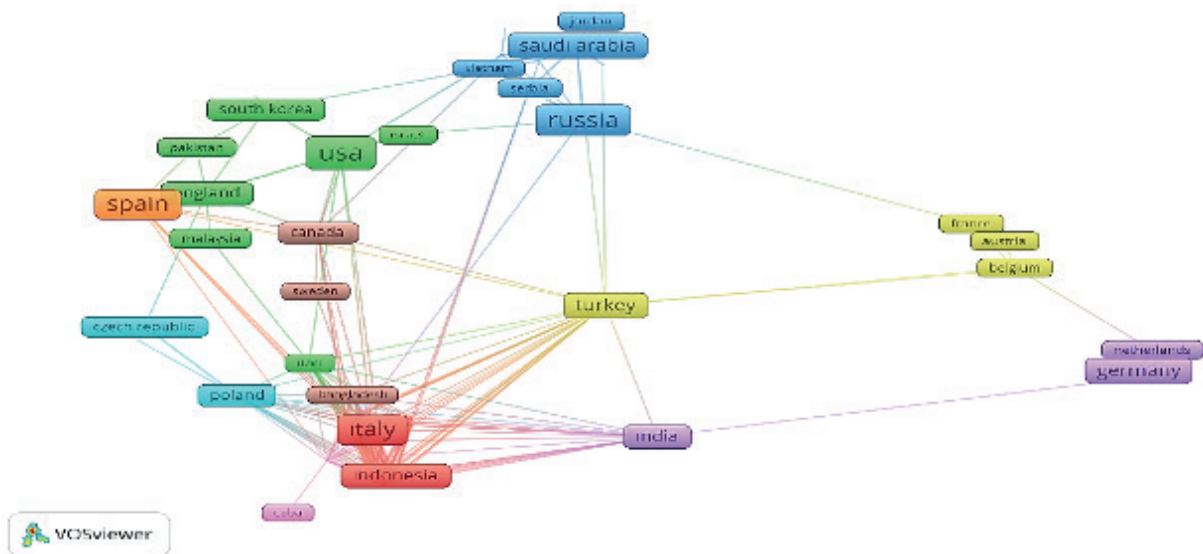 jordan
saudi arabia
vietnam
serbia
south korea
russia
usa
pakistan
england
spain
canada
malaysia
france
austria
belgium
sweden
turkey
czech republic
netherlands
germany
poland
bangladesh
italy
india
indonesia
cuba
VOSviewer